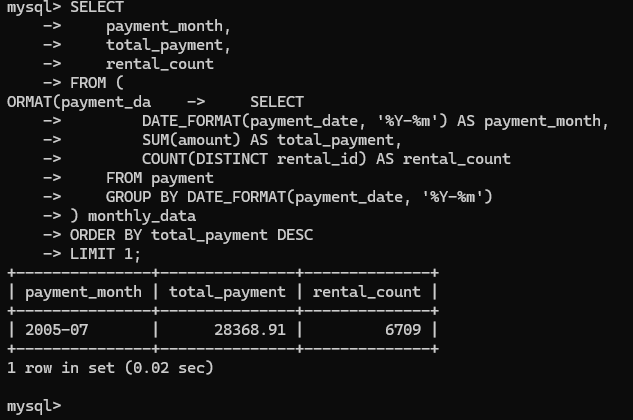 mysql> SELECT
    ->     payment_month,
    ->     total_payment,
    ->     rental_count
    -> FROM (
ORMAT(payment_da    ->     SELECT
    ->         DATE_FORMAT(payment_date, '%Y-%m') AS payment_month,
    ->         SUM(amount) AS total_payment,
    ->         COUNT(DISTINCT rental_id) AS rental_count
    ->     FROM payment
    ->     GROUP BY DATE_FORMAT(payment_date, '%Y-%m')
    -> ) monthly_data
    -> ORDER BY total_payment DESC
    -> LIMIT 1;
+---------------+---------------+--------------+
| payment_month | total_payment | rental_count |
+---------------+---------------+--------------+
| 2005-07       |      28368.91 |         6709 |
+---------------+---------------+--------------+
1 row in set (0.02 sec)
mysql>